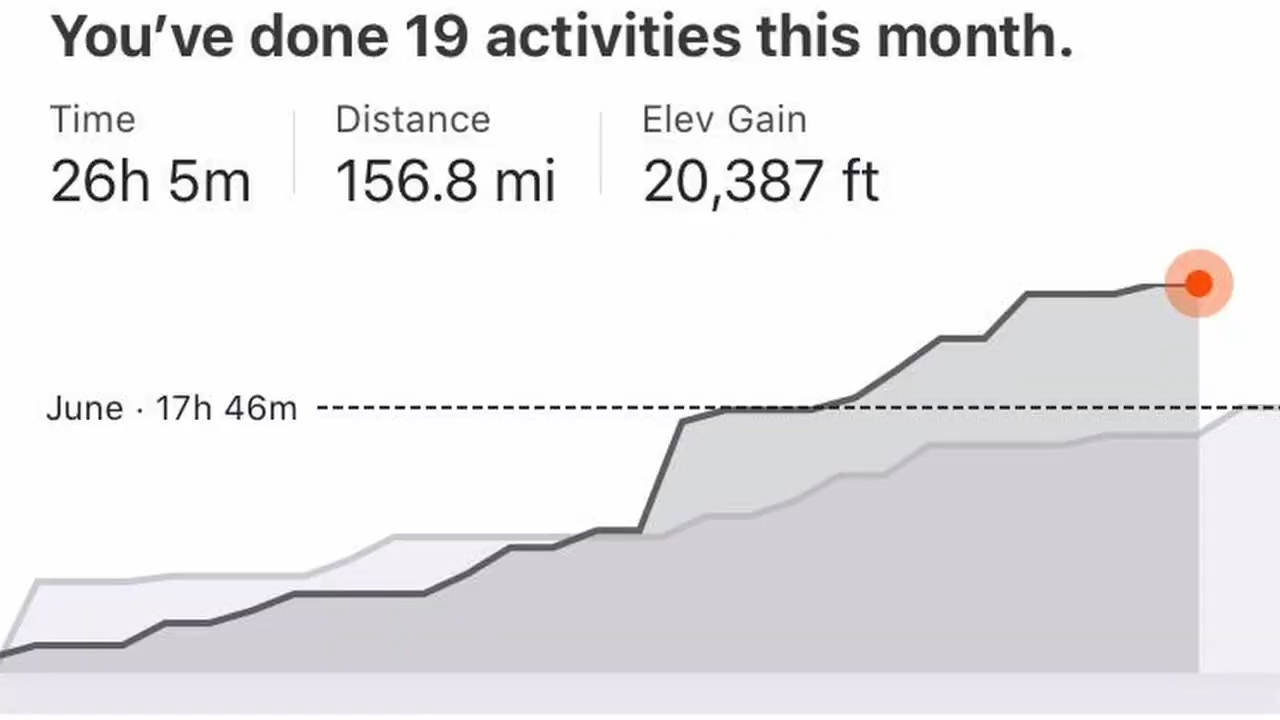 You’ve done 19 activities this month.
Time Distance Elev Gain
26h 5m 156.8 mi 20,387 ft
June · 17h 46m